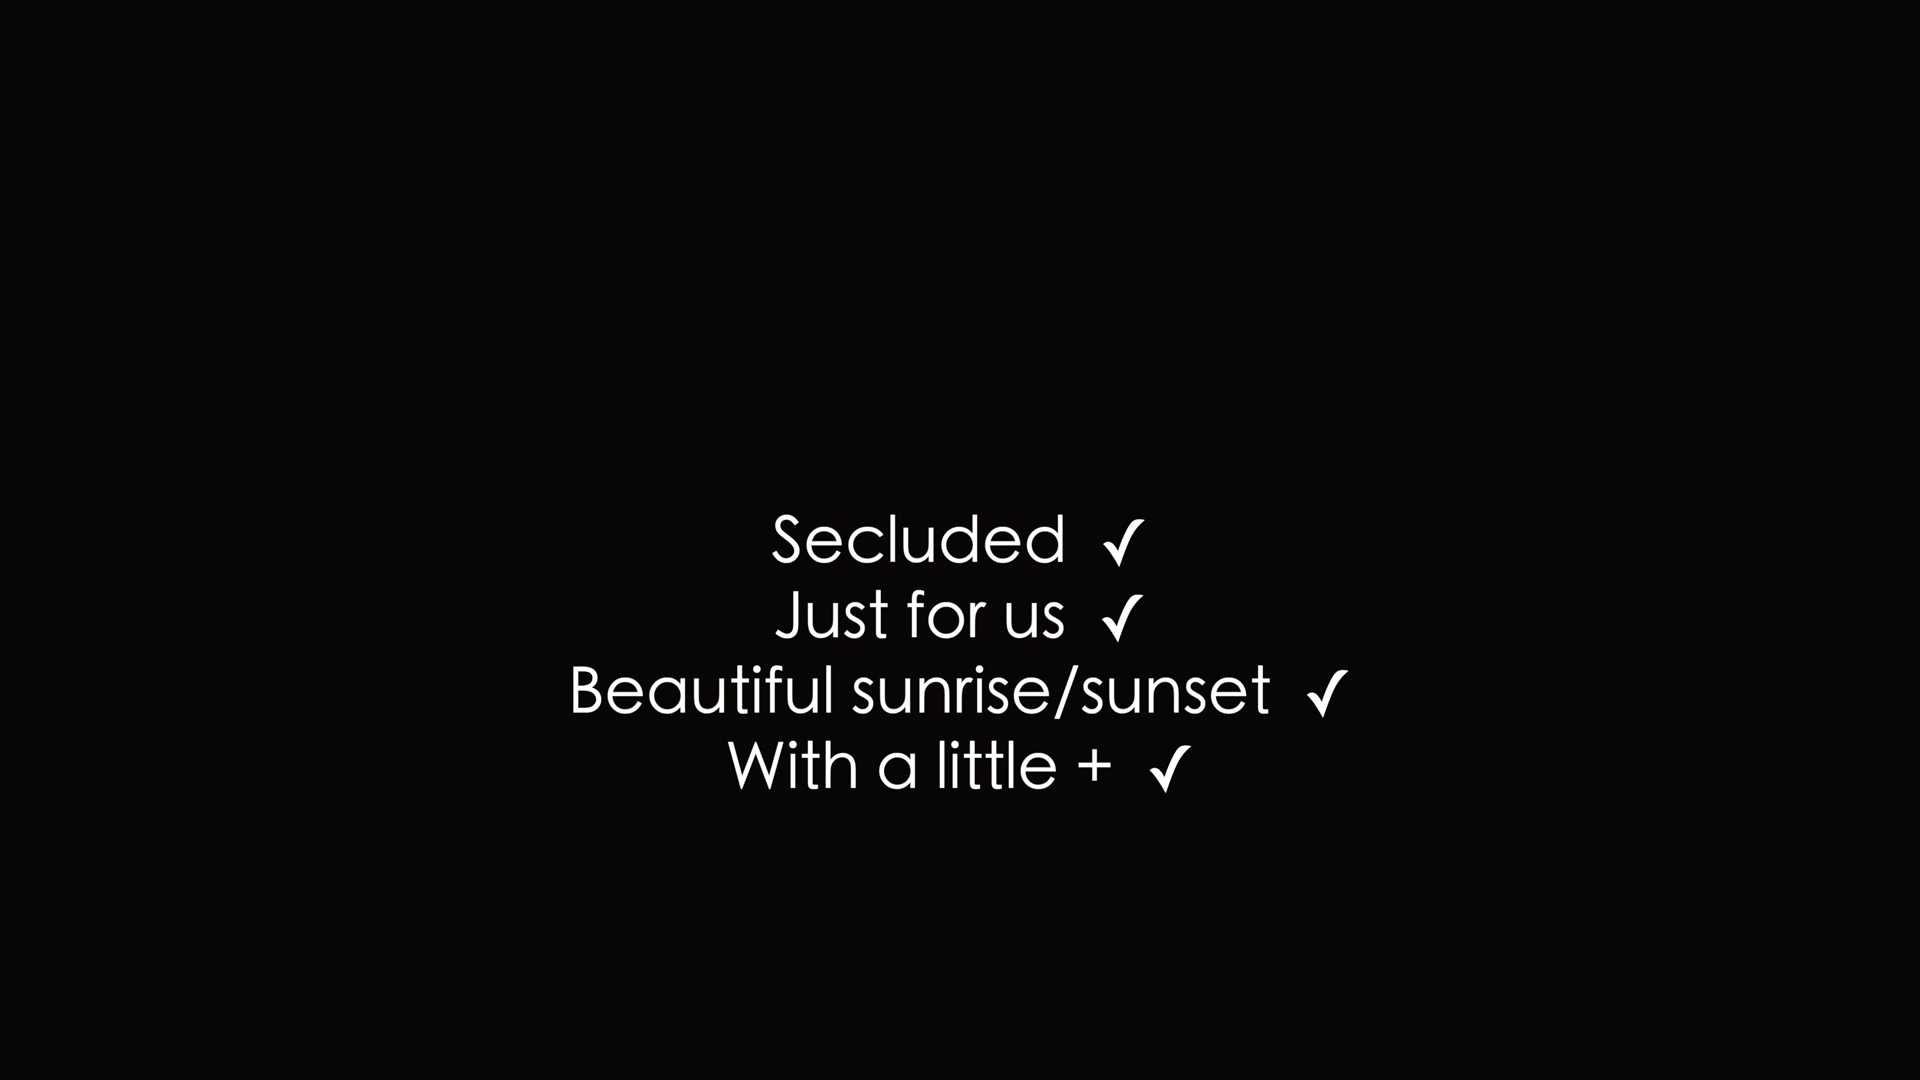 Secluded ✓
Just for us ✓
Beautiful sunrise/sunset ✓
With a little + ✓